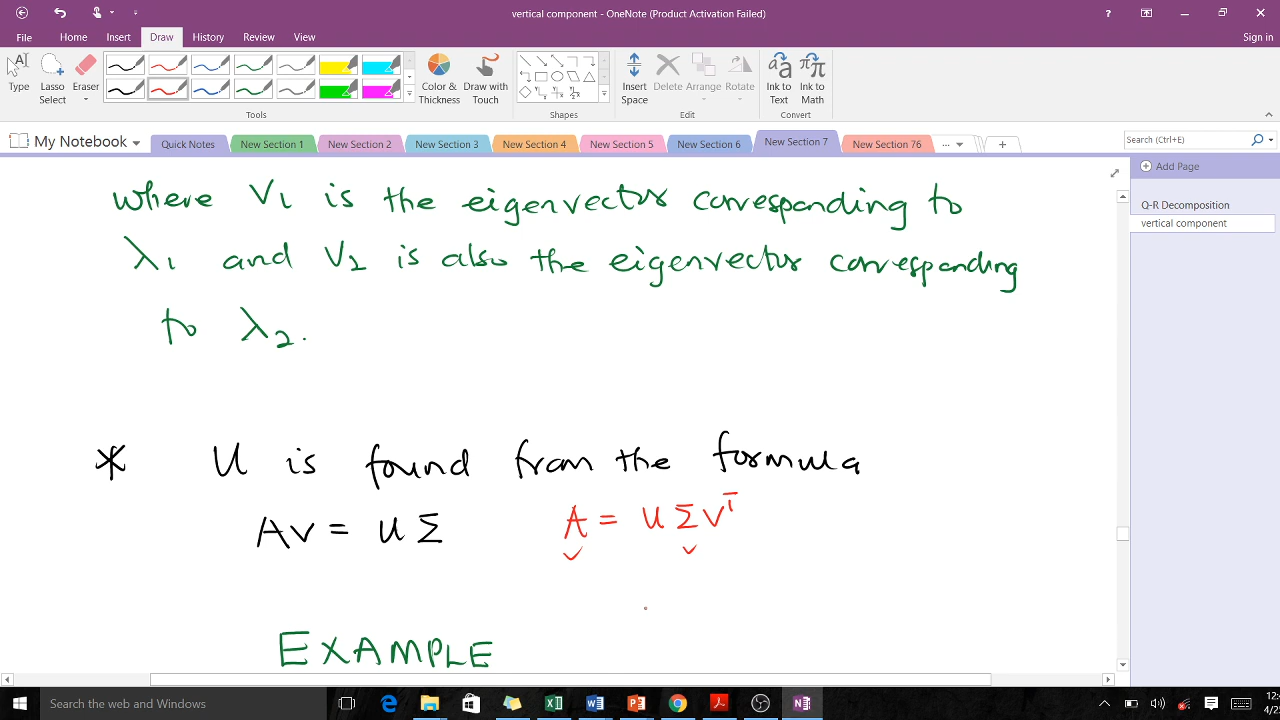 vertical component - OneNote (Product Activation Failed)
File Home Insert Draw History Review View
Sign in
Type
Lasso Select
Eraser
Color & Thickness
Draw with Touch
Insert Space
Delete
Arrange
Rotate
Ink to Text
Ink to Math
Tools
Shapes
Edit
Convert
My Notebook
Quick Notes
New Section 1
New Section 2
New Section 3
New Section 4
New Section 5
New Section 6
New Section 7
New Section 76
...
Search (Ctrl+E)
Add Page
Q-R Decomposition
vertical component
where V1 is the eigenvector corresponding to
λ1 and V2 is also the eigenvector corresponding
to λ2.
* U is found from the formula
AV = UΣ
A = UΣV^T
EXAMPLE
Search the web and Windows